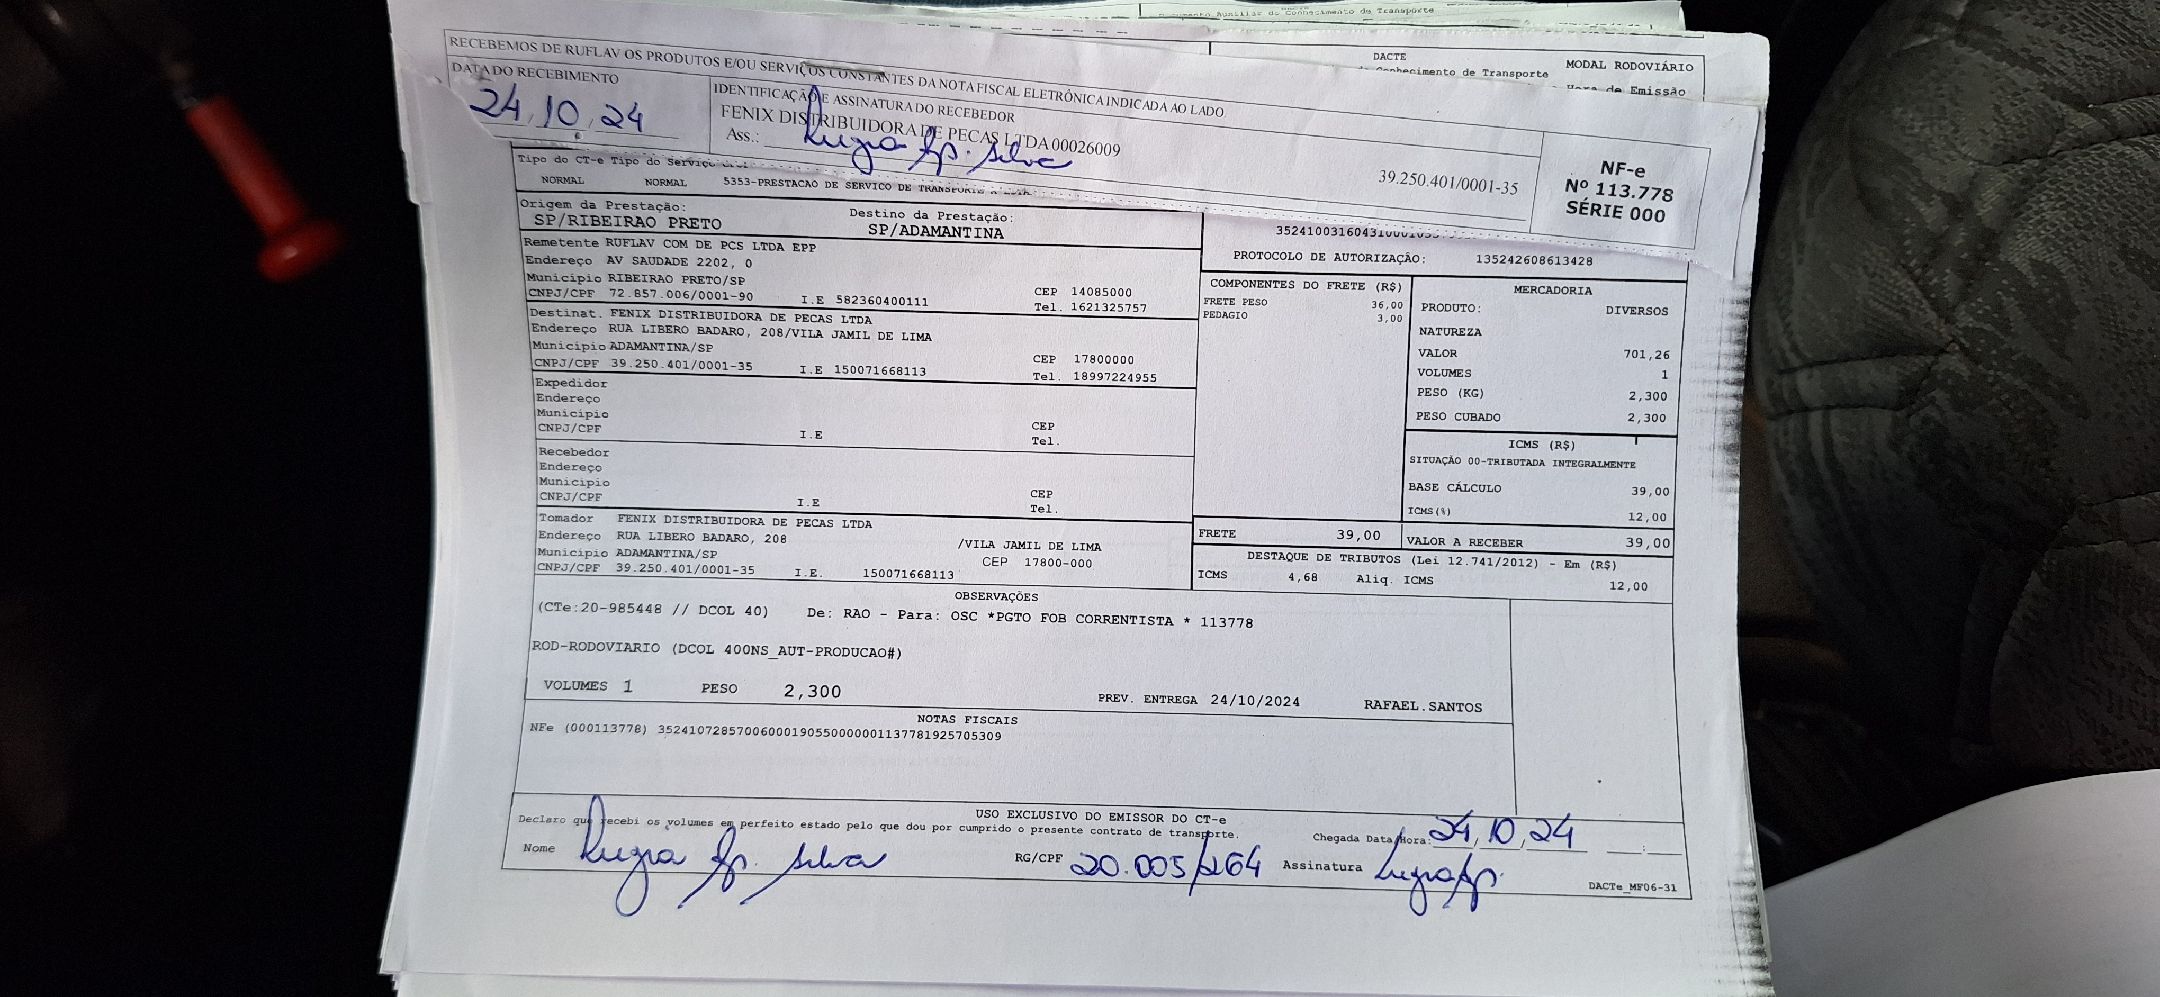 Documento Auxiliar do Conhecimento de Transporte
DACTE
Conhecimento de Transporte
MODAL RODOVIÁRIO
Hora de Emissão
RECEBEMOS DE RUFLAV OS PRODUTOS E/OU SERVIÇOS CONSTANTES DA NOTA FISCAL ELETRÔNICA INDICADA AO LADO.
DATA DO RECEBIMENTO
24,10,24
IDENTIFICAÇÃO E ASSINATURA DO RECEBEDOR
FENIX DISTRIBUIDORA DE PECAS LTDA 00026009
Ass.: Ap. Silva
39.250.401/0001-35
NF-e
Nº 113.778
SÉRIE 000
Tipo do CT-e Tipo do Serviço
NORMAL NORMAL 5353-PRESTACAO DE SERVICO DE TRANSPORTE A
Origem da Prestação: Destino da Prestação:
SP/RIBEIRAO PRETO SP/ADAMANTINA
PROTOCOLO DE AUTORIZAÇÃO: 135242608613428
Remetente RUFLAV COM DE PCS LTDA EPP
Endereço AV SAUDADE 2202, 0
Municipio RIBEIRAO PRETO/SP CEP 14085000
CNPJ/CPF 72.857.006/0001-90 I.E 582360400111 Tel. 1621325757
Destinat. FENIX DISTRIBUIDORA DE PECAS LTDA
Endereço RUA LIBERO BADARO, 208/VILA JAMIL DE LIMA
Municipio ADAMANTINA/SP CEP 17800000
CNPJ/CPF 39.250.401/0001-35 I.E 150071668113 Tel. 18997224955
Expedidor
Endereço
Municipio CEP
CNPJ/CPF I.E Tel.
Recebedor
Endereço
Municipio CEP
CNPJ/CPF I.E Tel.
Tomador FENIX DISTRIBUIDORA DE PECAS LTDA
Endereço RUA LIBERO BADARO, 208 /VILA JAMIL DE LIMA
Municipio ADAMANTINA/SP CEP 17800-000
CNPJ/CPF 39.250.401/0001-35 I.E. 150071668113
COMPONENTES DO FRETE (R$)
FRETE PESO 36,00
PEDAGIO 3,00
MERCADORIA
PRODUTO: DIVERSOS
NATUREZA
VALOR 701,26
VOLUMES 1
PESO (KG) 2,300
PESO CUBADO 2,300
ICMS (R$)
SITUAÇÃO 00-TRIBUTADA INTEGRALMENTE
BASE CÁLCULO 39,00
ICMS(%) 12,00
FRETE 39,00 VALOR A RECEBER 39,00
DESTAQUE DE TRIBUTOS (Lei 12.741/2012) - Em (R$)
ICMS 4,68 Aliq. ICMS 12,00
OBSERVAÇÕES
(CTe:20-985448 // DCOL 40) De: RAO - Para: OSC *PGTO FOB CORRENTISTA * 113778
ROD-RODOVIARIO (DCOL 400NS_AUT-PRODUCAO#)
VOLUMES 1 PESO 2,300 PREV. ENTREGA 24/10/2024 RAFAEL.SANTOS
NOTAS FISCAIS
NFe (000113778) 35241072857006000190550000001137781925705309
USO EXCLUSIVO DO EMISSOR DO CT-e
Declaro que recebi os volumes em perfeito estado pelo que dou por cumprido o presente contrato de transporte. Chegada Data/Hora: 24,10,24 :
Nome Ap. Silva RG/CPF 20.005/264 Assinatura
DACTe_MF06-31